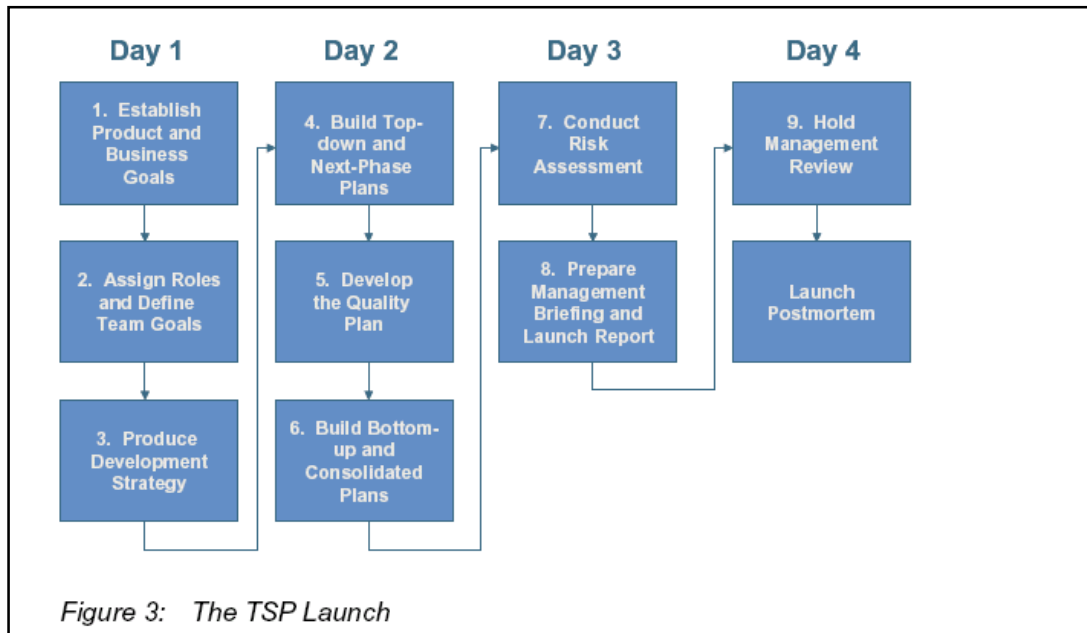 Day 1
1. Establish
Product and
Business
Goals
2. Assign Roles
and Define
Team Goals
3. Produce
Development
Strategy
Day 2
4. Build Top-
down and
Next-Phase
Plans
5. Develop
the Quality
Plan
6. Build Bottom-
up and
Consolidated
Plans
Day 3
7. Conduct
Risk
Assessment
8. Prepare
Management
Briefing and
Launch Report
Day 4
9. Hold
Management
Review
Launch
Postmortem
Figure 3: The TSP Launch